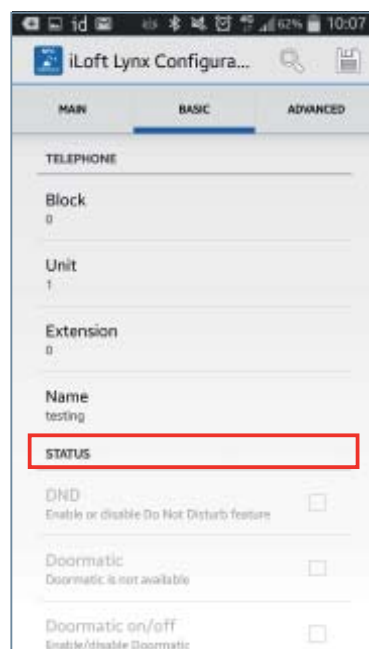 id 62% 10:07
iLoft Lynx Configura...
MAIN BASIC ADVANCED
TELEPHONE
Block
0
Unit
1
Extension
0
Name
testing
STATUS
DND
Enable or disable Do Not Disturb feature
Doormatic
Doormatic is not available
Doormatic on/off
Enable/disable Doormatic